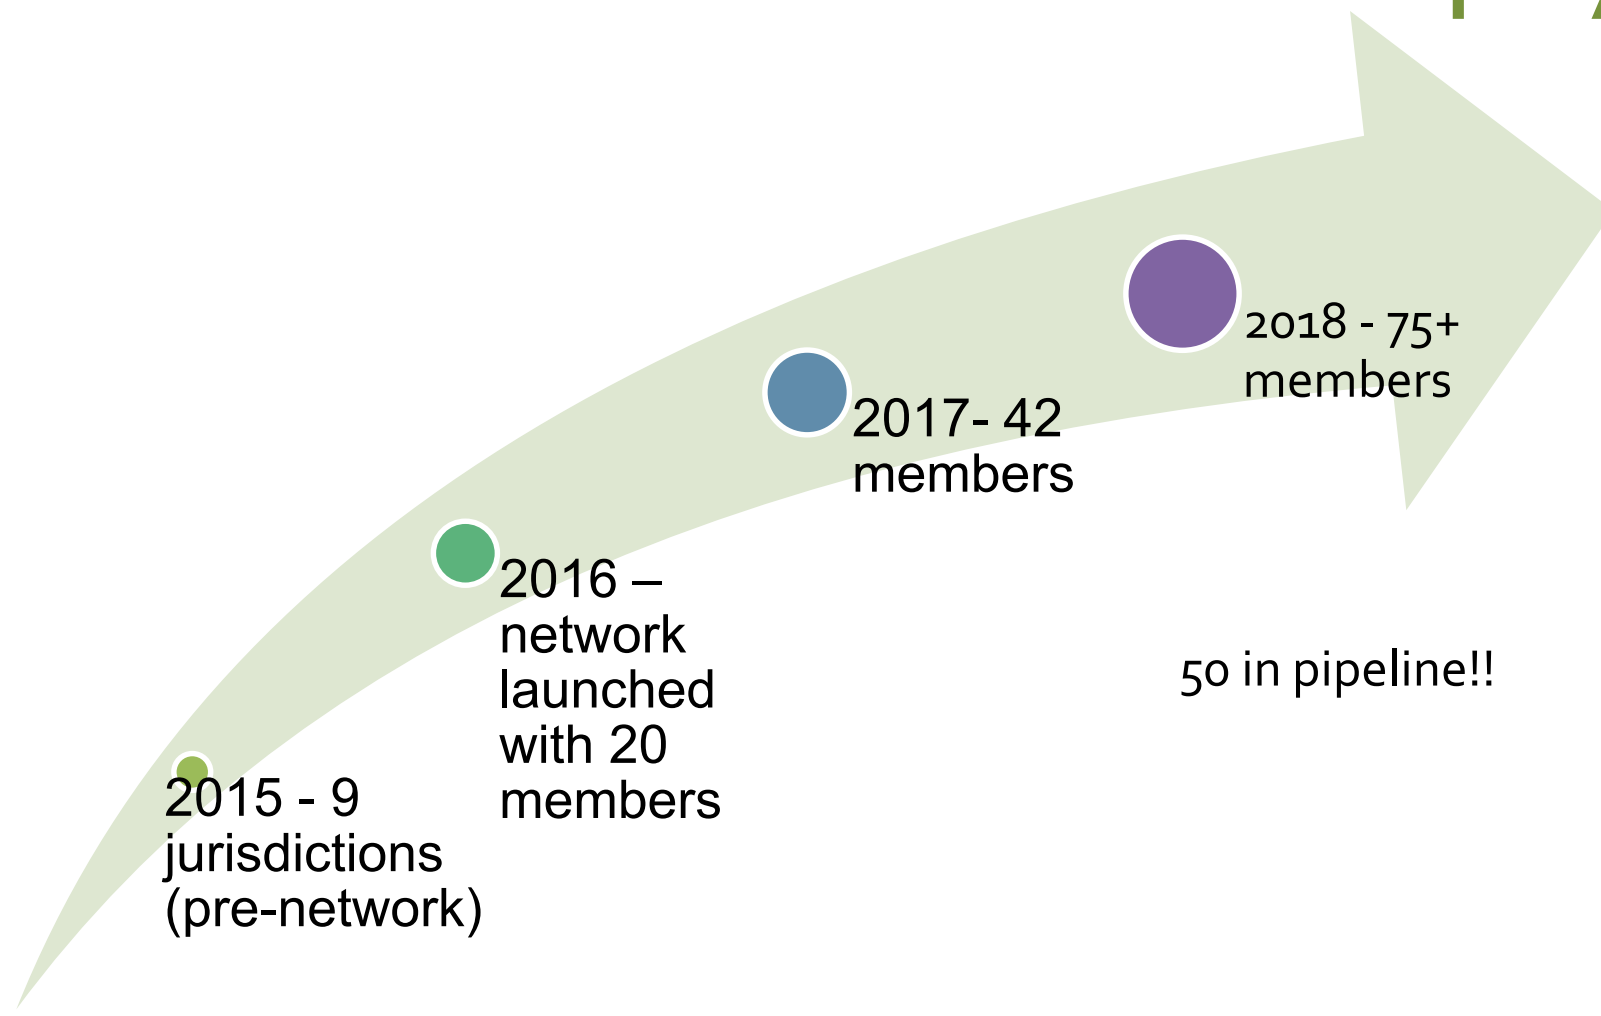 2018 - 75+
members
2017- 42
members
2016 –
network
launched
with 20
members
50 in pipeline!!
2015 - 9
jurisdictions
(pre-network)